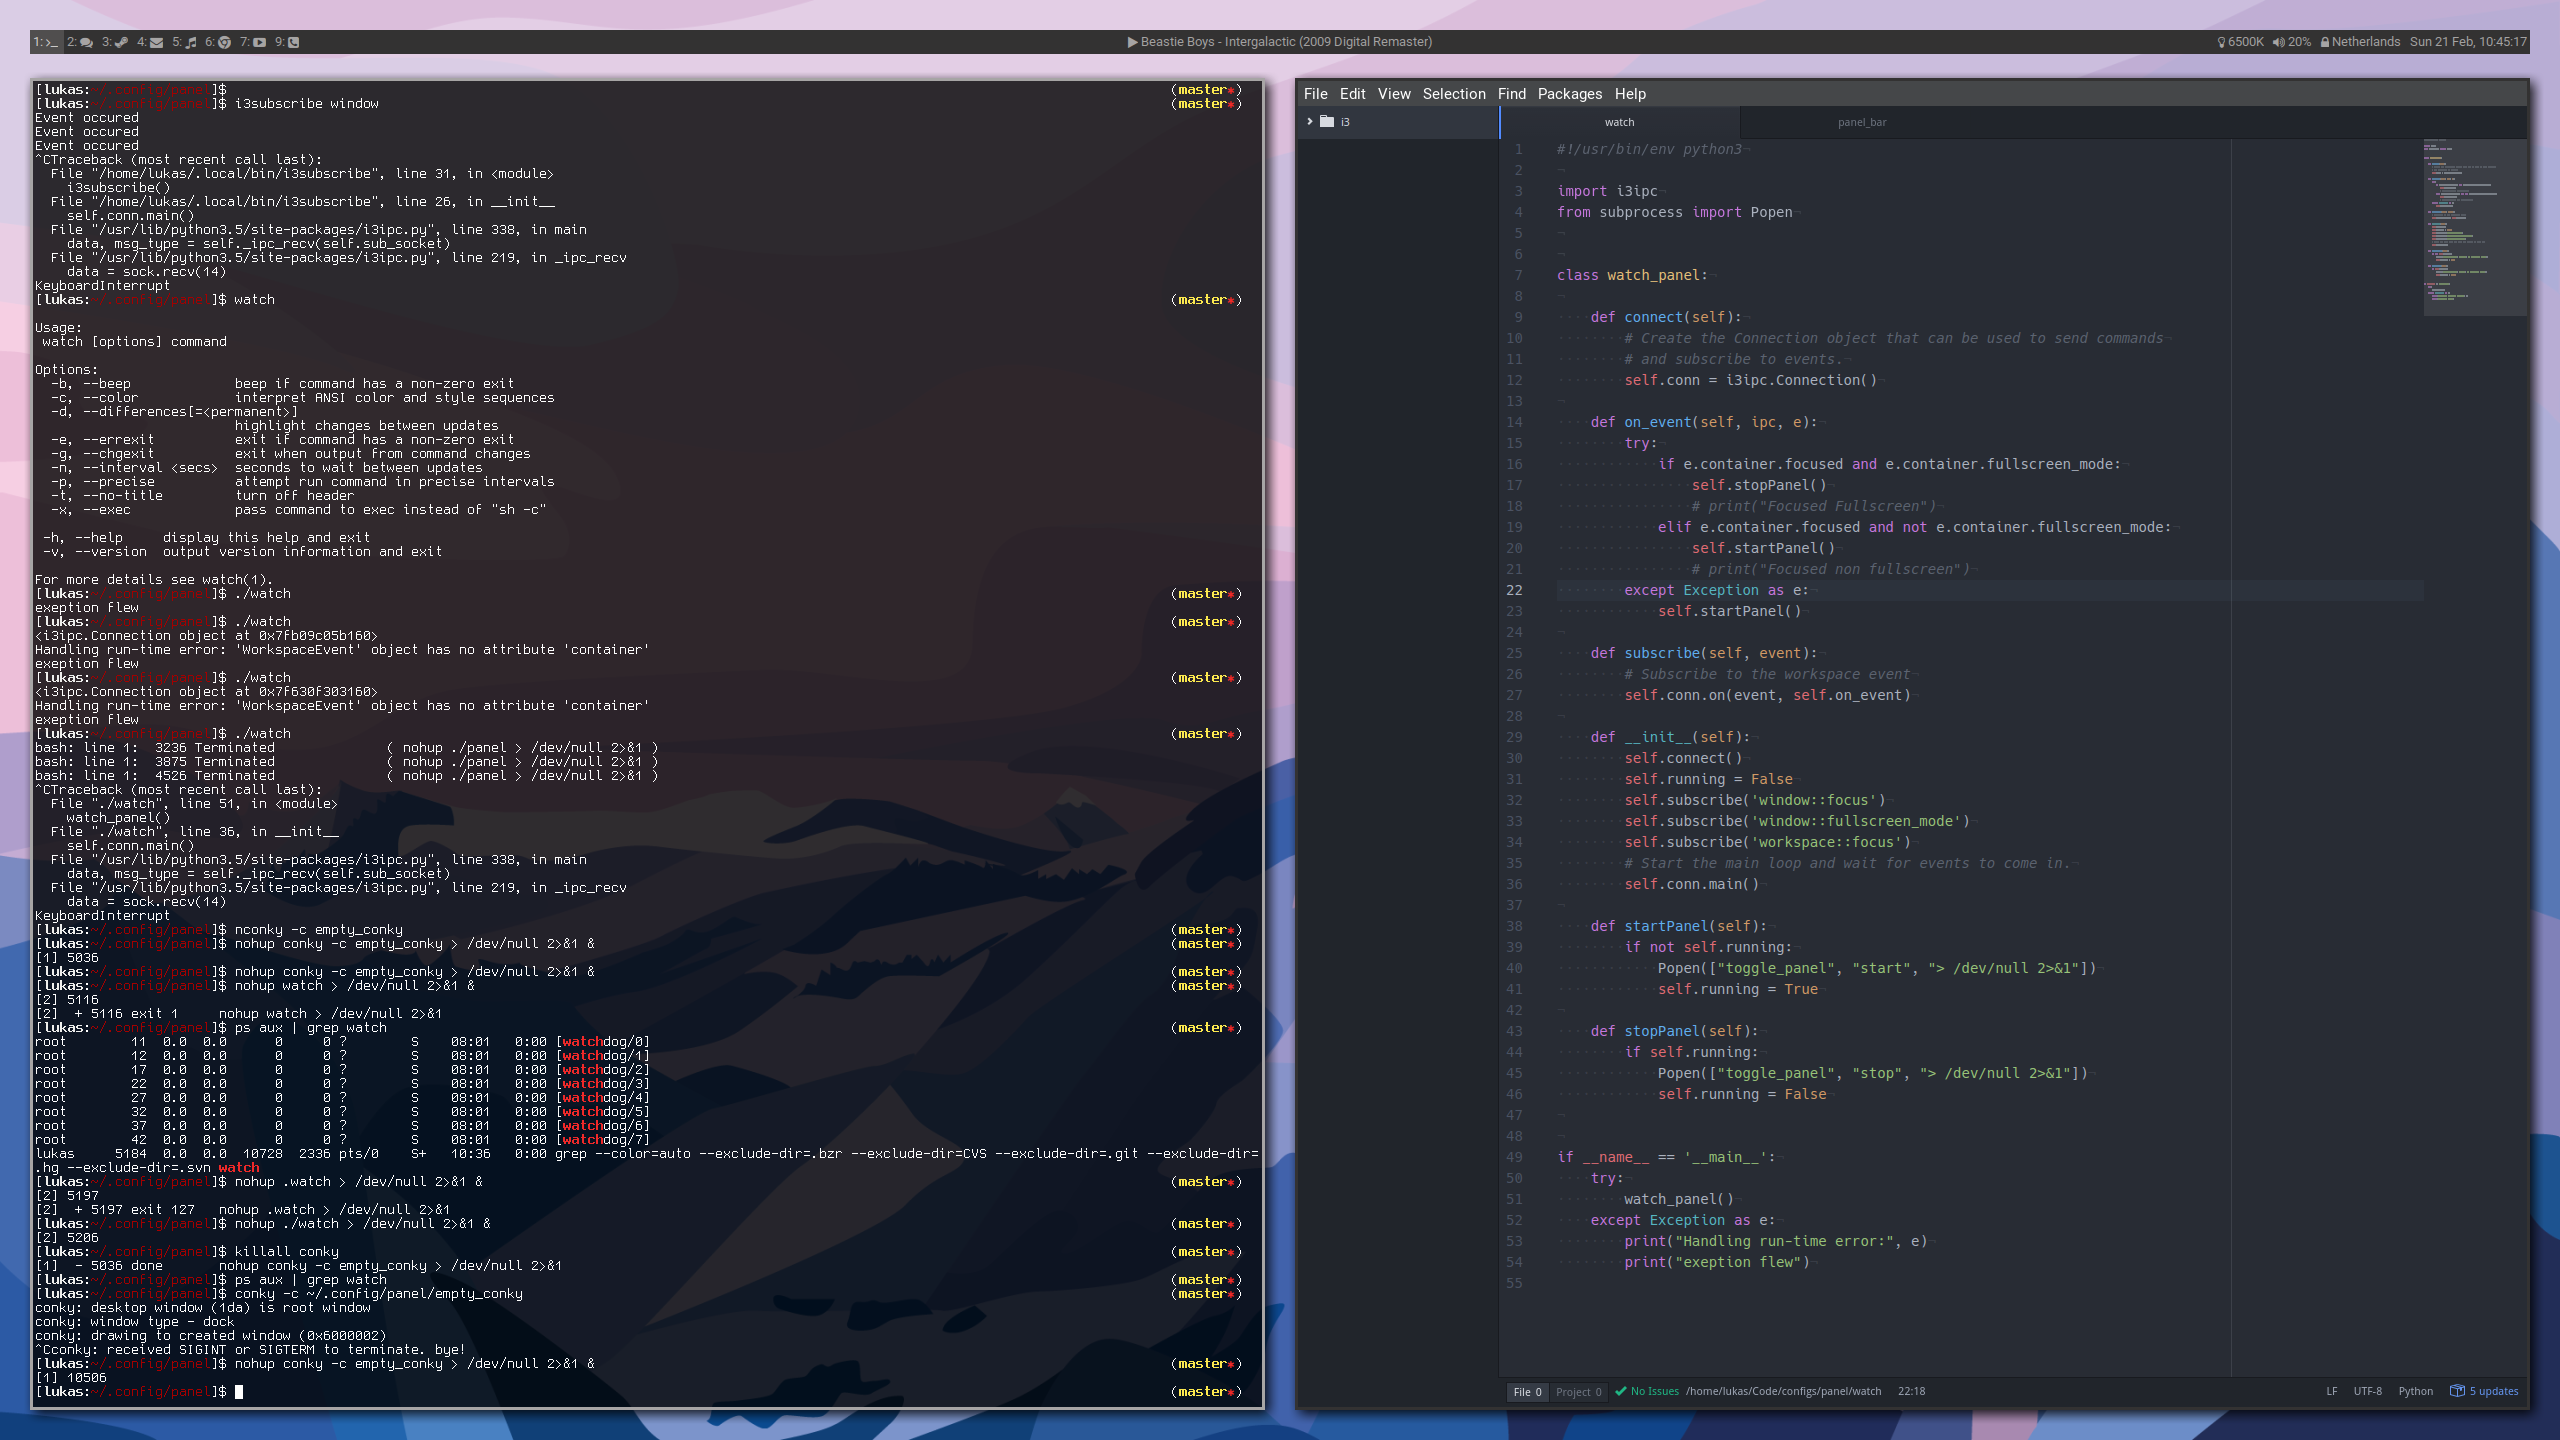 1: 2: 3: 4: 5: 6: 7: 9:
Beastie Boys - Intergalactic (2009 Digital Remaster)
6500K 20% Netherlands Sun 21 Feb, 10:45:17
[lukas:~/.config/panel]$ (master*)
[lukas:~/.config/panel]$ i3subscribe window (master*)
Event occured
Event occured
Event occured
^CTraceback (most recent call last):
  File "/home/lukas/.local/bin/i3subscribe", line 31, in <module>
    i3subscribe()
  File "/home/lukas/.local/bin/i3subscribe", line 26, in __init__
    self.conn.main()
  File "/usr/lib/python3.5/site-packages/i3ipc.py", line 338, in main
    data, msg_type = self._ipc_recv(self.sub_socket)
  File "/usr/lib/python3.5/site-packages/i3ipc.py", line 219, in _ipc_recv
    data = sock.recv(14)
KeyboardInterrupt
[lukas:~/.config/panel]$ watch (master*)
Usage:
 watch [options] command
Options:
  -b, --beep             beep if command has a non-zero exit
  -c, --color            interpret ANSI color and style sequences
  -d, --differences[=<permanent>]
                         highlight changes between updates
  -e, --errexit          exit if command has a non-zero exit
  -g, --chgexit          exit when output from command changes
  -n, --interval <secs>  seconds to wait between updates
  -p, --precise          attempt run command in precise intervals
  -t, --no-title         turn off header
  -x, --exec             pass command to exec instead of "sh -c"
 -h, --help     display this help and exit
 -v, --version  output version information and exit
For more details see watch(1).
[lukas:~/.config/panel]$ ./watch (master*)
exeption flew
[lukas:~/.config/panel]$ ./watch (master*)
<i3ipc.Connection object at 0x7fb09c05b160>
Handling run-time error: 'WorkspaceEvent' object has no attribute 'container'
exeption flew
[lukas:~/.config/panel]$ ./watch (master*)
<i3ipc.Connection object at 0x7f630f303160>
Handling run-time error: 'WorkspaceEvent' object has no attribute 'container'
exeption flew
[lukas:~/.config/panel]$ ./watch (master*)
bash: line 1:  3236 Terminated              ( nohup ./panel > /dev/null 2>&1 )
bash: line 1:  3875 Terminated              ( nohup ./panel > /dev/null 2>&1 )
bash: line 1:  4526 Terminated              ( nohup ./panel > /dev/null 2>&1 )
^CTraceback (most recent call last):
  File "./watch", line 51, in <module>
    watch_panel()
  File "./watch", line 36, in __init__
    self.conn.main()
  File "/usr/lib/python3.5/site-packages/i3ipc.py", line 338, in main
    data, msg_type = self._ipc_recv(self.sub_socket)
  File "/usr/lib/python3.5/site-packages/i3ipc.py", line 219, in _ipc_recv
    data = sock.recv(14)
KeyboardInterrupt
[lukas:~/.config/panel]$ nconky -c empty_conky (master*)
[lukas:~/.config/panel]$ nohup conky -c empty_conky > /dev/null 2>&1 & (master*)
[1] 5036
[lukas:~/.config/panel]$ nohup conky -c empty_conky > /dev/null 2>&1 & (master*)
[lukas:~/.config/panel]$ nohup watch > /dev/null 2>&1 & (master*)
[2] 5116
[2]  + 5116 exit 1     nohup watch > /dev/null 2>&1
[lukas:~/.config/panel]$ ps aux | grep watch (master*)
root        11  0.0  0.0      0     0 ?        S    08:01   0:00 [watchdog/0]
root        12  0.0  0.0      0     0 ?        S    08:01   0:00 [watchdog/1]
root        17  0.0  0.0      0     0 ?        S    08:01   0:00 [watchdog/2]
root        22  0.0  0.0      0     0 ?        S    08:01   0:00 [watchdog/3]
root        27  0.0  0.0      0     0 ?        S    08:01   0:00 [watchdog/4]
root        32  0.0  0.0      0     0 ?        S    08:01   0:00 [watchdog/5]
root        37  0.0  0.0      0     0 ?        S    08:01   0:00 [watchdog/6]
root        42  0.0  0.0      0     0 ?        S    08:01   0:00 [watchdog/7]
lukas     5184  0.0  0.0  10728  2336 pts/0    S+   10:36   0:00 grep --color=auto --exclude-dir=.bzr --exclude-dir=CVS --exclude-dir=.git --exclude-dir=
.hg --exclude-dir=.svn watch
[lukas:~/.config/panel]$ nohup .watch > /dev/null 2>&1 & (master*)
[2] 5197
[2]  + 5197 exit 127   nohup .watch > /dev/null 2>&1
[lukas:~/.config/panel]$ nohup ./watch > /dev/null 2>&1 & (master*)
[2] 5206
[lukas:~/.config/panel]$ killall conky (master*)
[1]  - 5036 done       nohup conky -c empty_conky > /dev/null 2>&1
[lukas:~/.config/panel]$ ps aux | grep watch (master*)
[lukas:~/.config/panel]$ conky -c ~/.config/panel/empty_conky (master*)
conky: desktop window (1da) is root window
conky: window type - dock
conky: drawing to created window (0x6000002)
^Cconky: received SIGINT or SIGTERM to terminate. bye!
[lukas:~/.config/panel]$ nohup conky -c empty_conky > /dev/null 2>&1 & (master*)
[1] 10506
[lukas:~/.config/panel]$ (master*)
File Edit View Selection Find Packages Help
i3
watch panel_bar
1 #!/usr/bin/env python3
2
3 import i3ipc
4 from subprocess import Popen
5
6
7 class watch_panel:
8
9     def connect(self):
10         # Create the Connection object that can be used to send commands
11         # and subscribe to events.
12         self.conn = i3ipc.Connection()
13
14     def on_event(self, ipc, e):
15         try:
16             if e.container.focused and e.container.fullscreen_mode:
17                 self.stopPanel()
18                 # print("Focused Fullscreen")
19             elif e.container.focused and not e.container.fullscreen_mode:
20                 self.startPanel()
21                 # print("Focused non fullscreen")
22         except Exception as e:
23             self.startPanel()
24
25     def subscribe(self, event):
26         # Subscribe to the workspace event
27         self.conn.on(event, self.on_event)
28
29     def __init__(self):
30         self.connect()
31         self.running = False
32         self.subscribe('window::focus')
33         self.subscribe('window::fullscreen_mode')
34         self.subscribe('workspace::focus')
35         # Start the main loop and wait for events to come in.
36         self.conn.main()
37
38     def startPanel(self):
39         if not self.running:
40             Popen(["toggle_panel", "start", "> /dev/null 2>&1"])
41             self.running = True
42
43     def stopPanel(self):
44         if self.running:
45             Popen(["toggle_panel", "stop", "> /dev/null 2>&1"])
46             self.running = False
47
48
49 if __name__ == '__main__':
50     try:
51         watch_panel()
52     except Exception as e:
53         print("Handling run-time error:", e)
54         print("exeption flew")
55
File 0 Project 0 No Issues /home/lukas/Code/configs/panel/watch 22:18 LF UTF-8 Python 5 updates